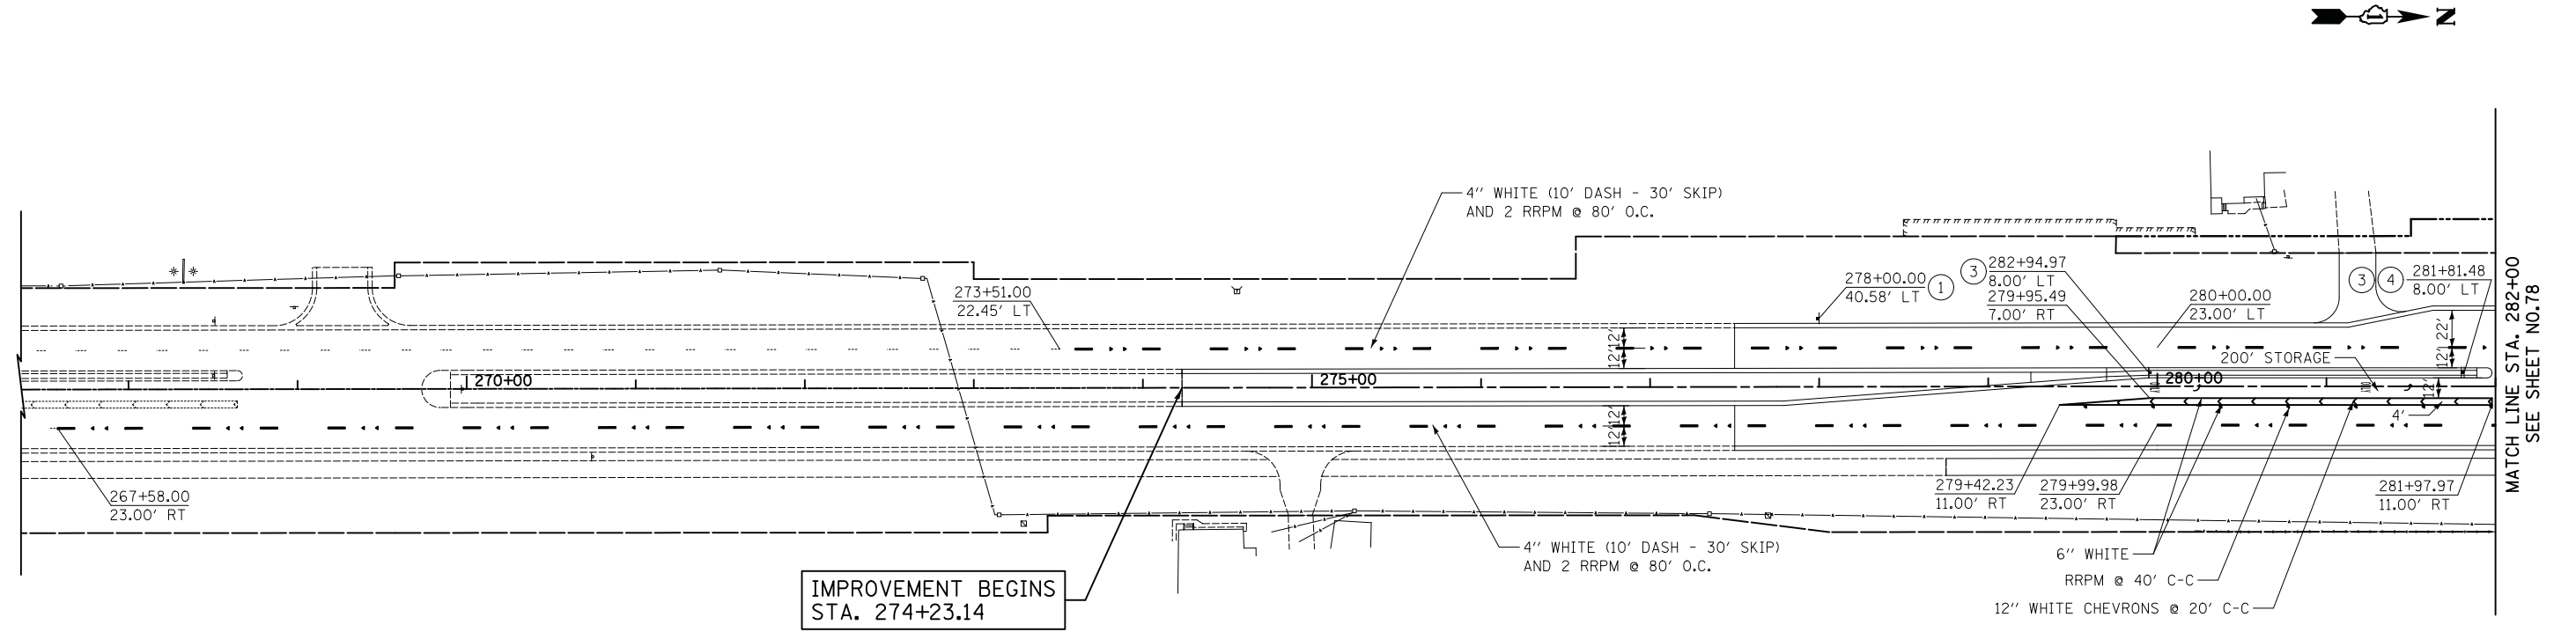 N
4" WHITE (10' DASH - 30' SKIP)
AND 2 RRPM @ 80' O.C.
273+51.00
22.45' LT
278+00.00
40.58' LT
1
3
282+94.97
8.00' LT
279+95.49
7.00' RT
280+00.00
23.00' LT
3
4
281+81.48
8.00' LT
200' STORAGE
12'
12'
22'
12'
12'
4'
270+00
275+00
280+00
12'
12'
MATCH LINE STA. 282+00
SEE SHEET NO.78
267+58.00
23.00' RT
279+42.23
11.00' RT
279+99.98
23.00' RT
281+97.97
11.00' RT
4" WHITE (10' DASH - 30' SKIP)
AND 2 RRPM @ 80' O.C.
6" WHITE
RRPM @ 40' C-C
12" WHITE CHEVRONS @ 20' C-C
IMPROVEMENT BEGINS
STA. 274+23.14